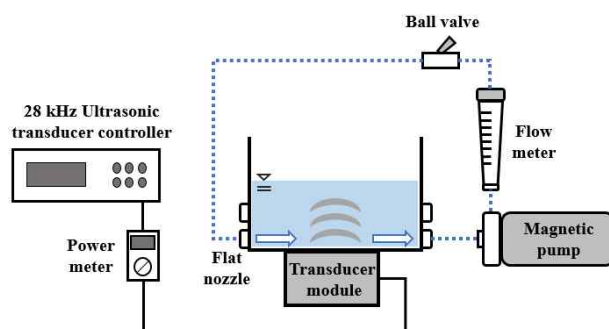 Ball valve
28 kHz Ultrasonic
transducer controller
Flow
meter
Power
meter
Flat
nozzle
Transducer
module
Magnetic
pump